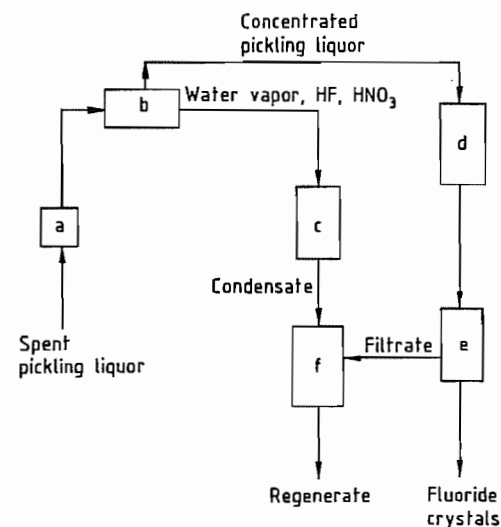 Concentrated
pickling liquor
b
Water vapor, HF, HNO₃
d
a
c
Condensate
Spent
pickling liquor
f
Filtrate
e
Regenerate
Fluoride
crystals